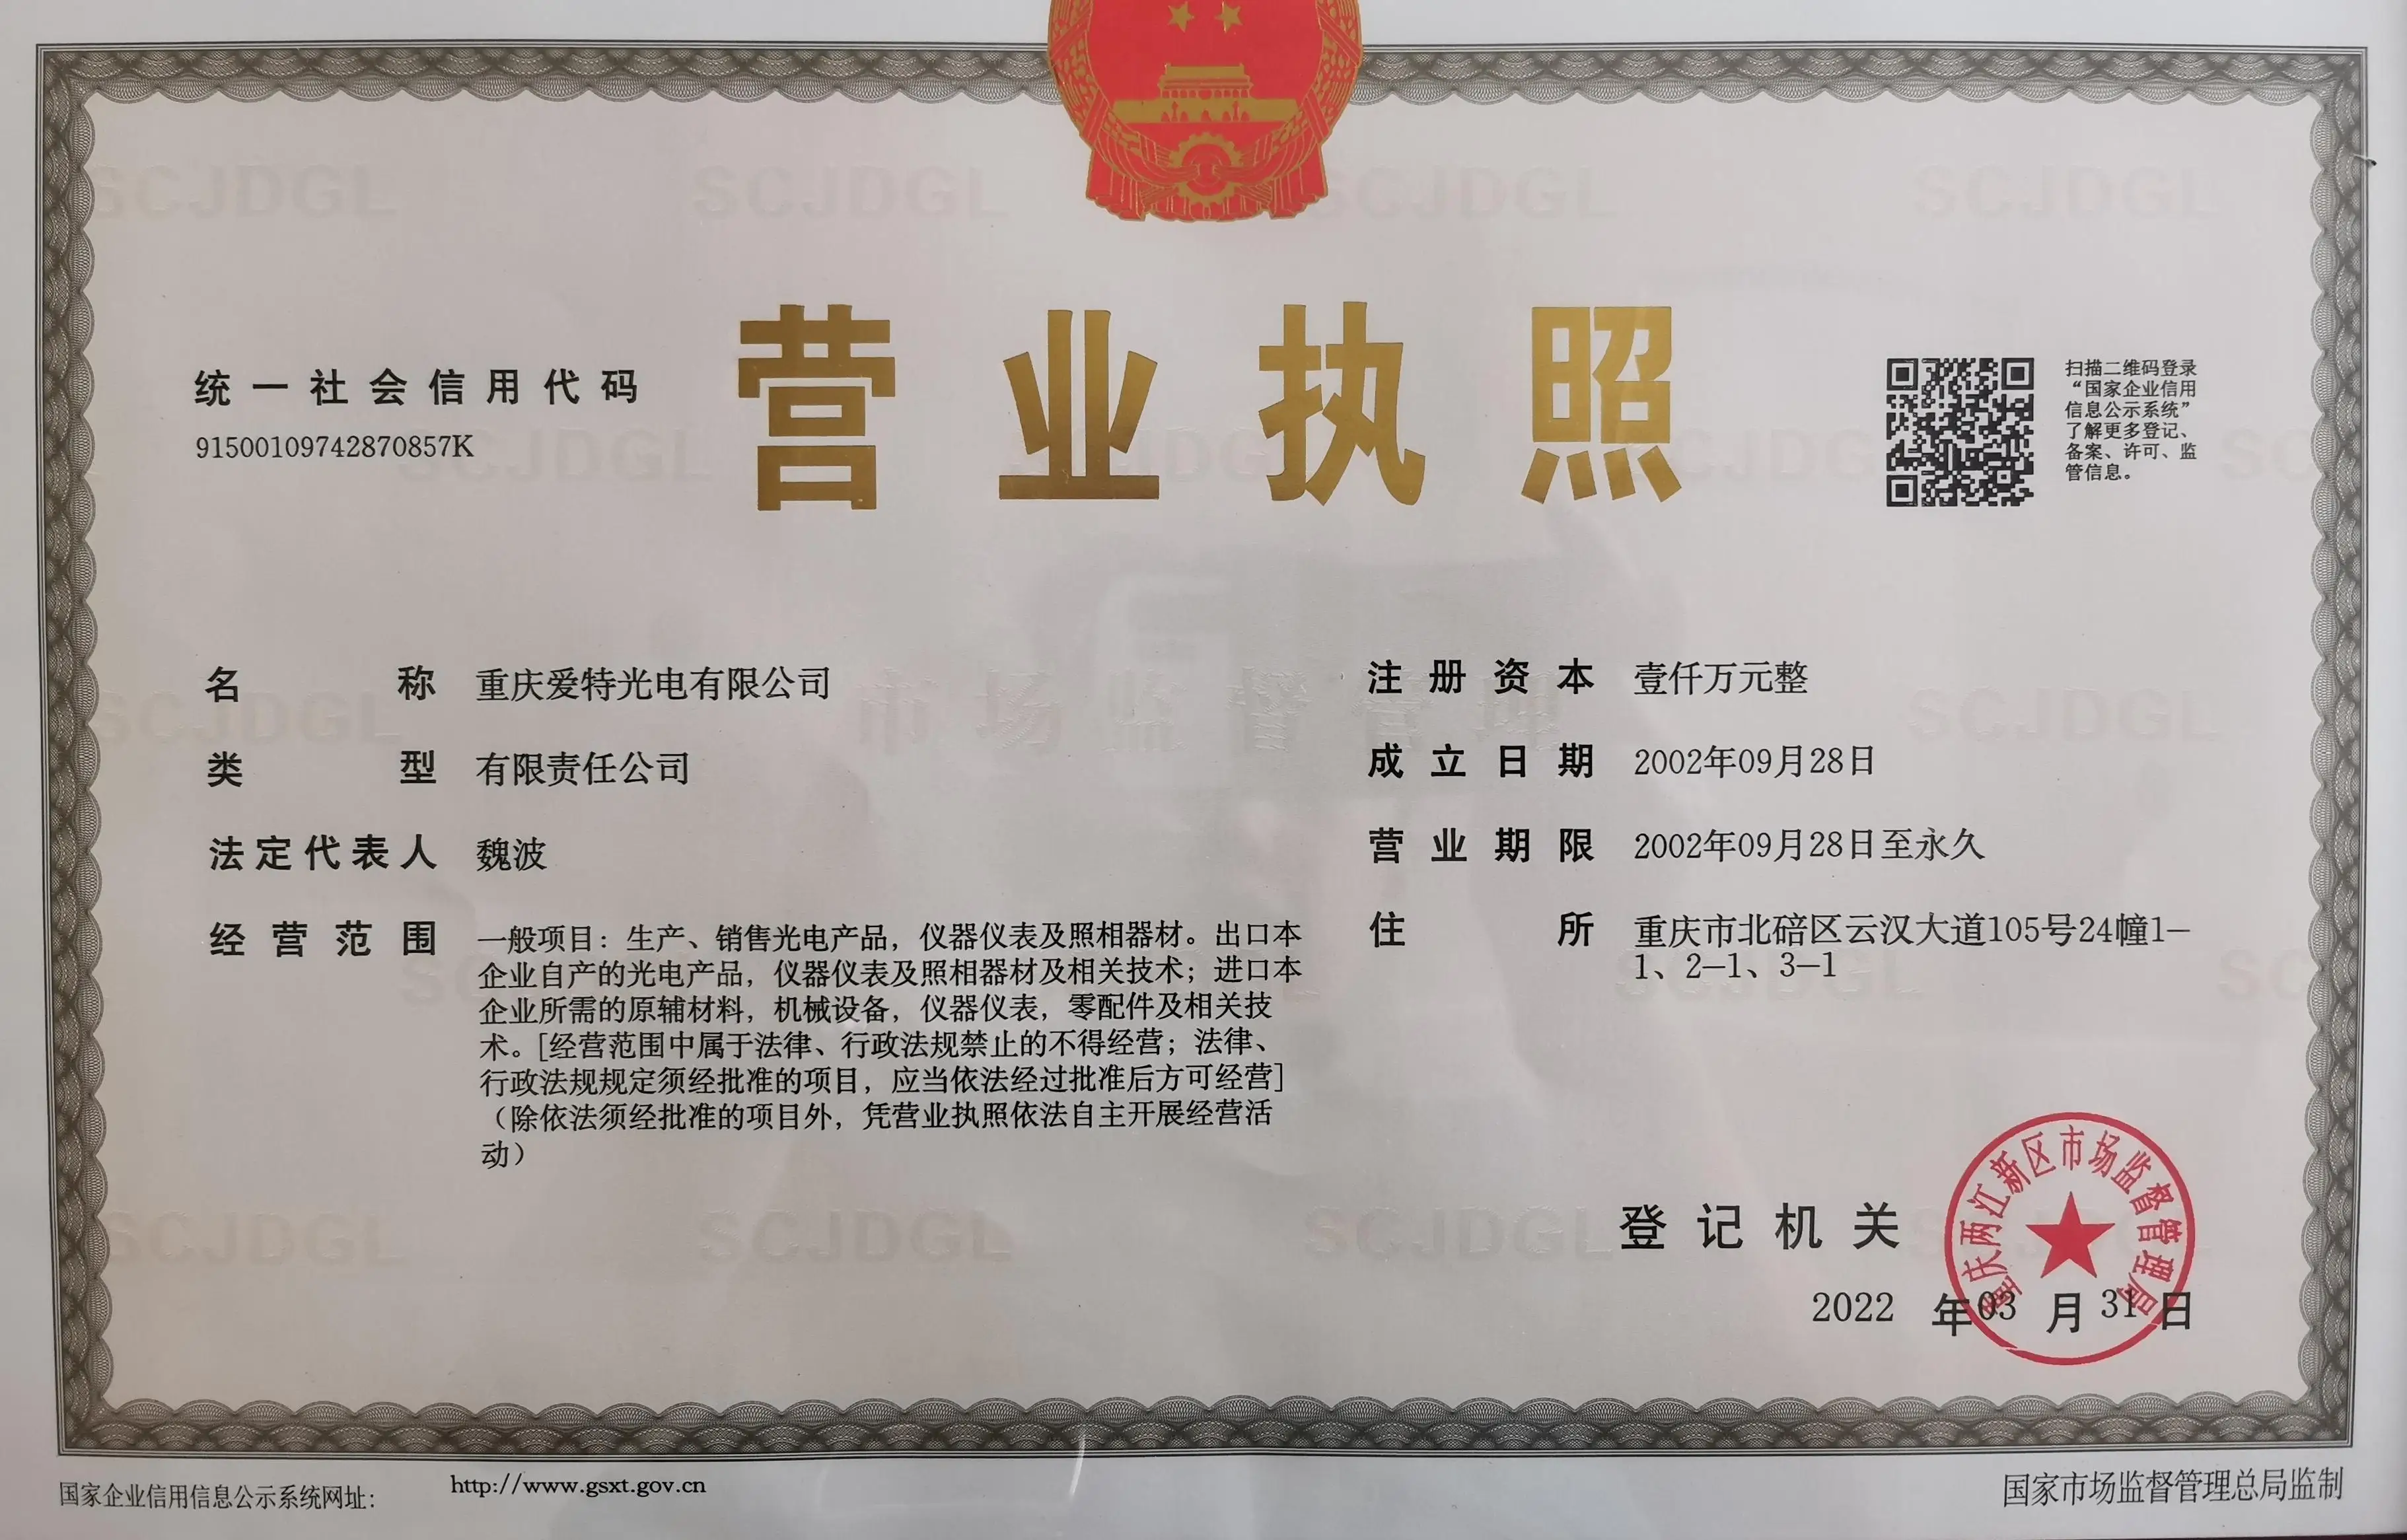 营业执照
统一社会信用代码
91500109742870857K
扫描二维码登录
“国家企业信用
信息公示系统”
了解更多登记、
备案、许可、监
管信息。
名称 重庆爱特光电有限公司
类型 有限责任公司
法定代表人 魏波
经营范围 一般项目：生产、销售光电产品，仪器仪表及照相器材。出口本
企业自产的光电产品，仪器仪表及照相器材及相关技术；进口本
企业所需的原辅材料，机械设备，仪器仪表，零配件及相关技
术。[经营范围中属于法律、行政法规禁止的不得经营；法律、
行政法规规定须经批准的项目，应当依法经过批准后方可经营]
（除依法须经批准的项目外，凭营业执照依法自主开展经营活
动）
注册资本 壹仟万元整
成立日期 2002年09月28日
营业期限 2002年09月28日至永久
住所 重庆市北碚区云汉大道105号24幢1-
1、2-1、3-1
登记机关
重庆两江新区市场监督管理局
2022 年 03 月 31 日
国家企业信用信息公示系统网址：
http://www.gsxt.gov.cn
国家市场监督管理总局监制
SCJDGL
市场监督管理